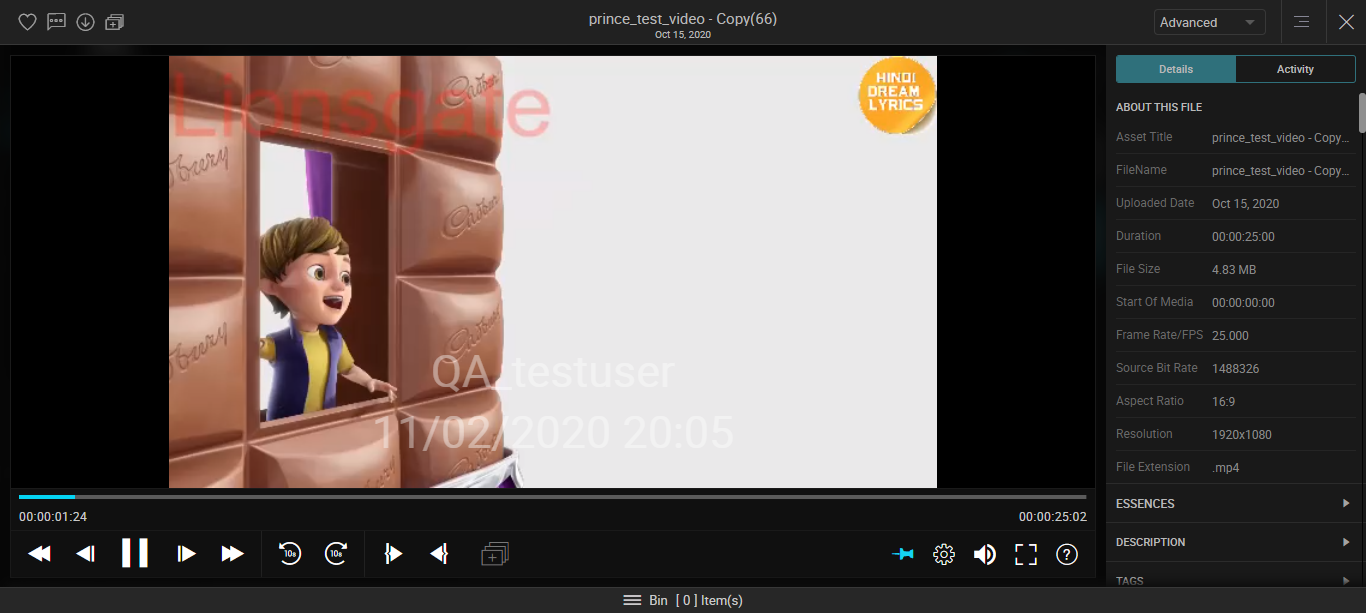 prince_test_video - Copy(66)
Oct 15, 2020
Advanced
Lionsgate
HINDI
DREAM
LYRICS
Cadbury
QA_testuser
11/02/2020 20:05
00:00:01:24
00:00:25:02
10s
10s
?
Details
Activity
ABOUT THIS FILE
Asset Title prince_test_video - Copy...
FileName prince_test_video - Copy...
Uploaded Date Oct 15, 2020
Duration 00:00:25:00
File Size 4.83 MB
Start Of Media 00:00:00:00
Frame Rate/FPS 25.000
Source Bit Rate 1488326
Aspect Ratio 16:9
Resolution 1920x1080
File Extension .mp4
ESSENCES
DESCRIPTION
TAGS
Bin [ 0 ] Item(s)